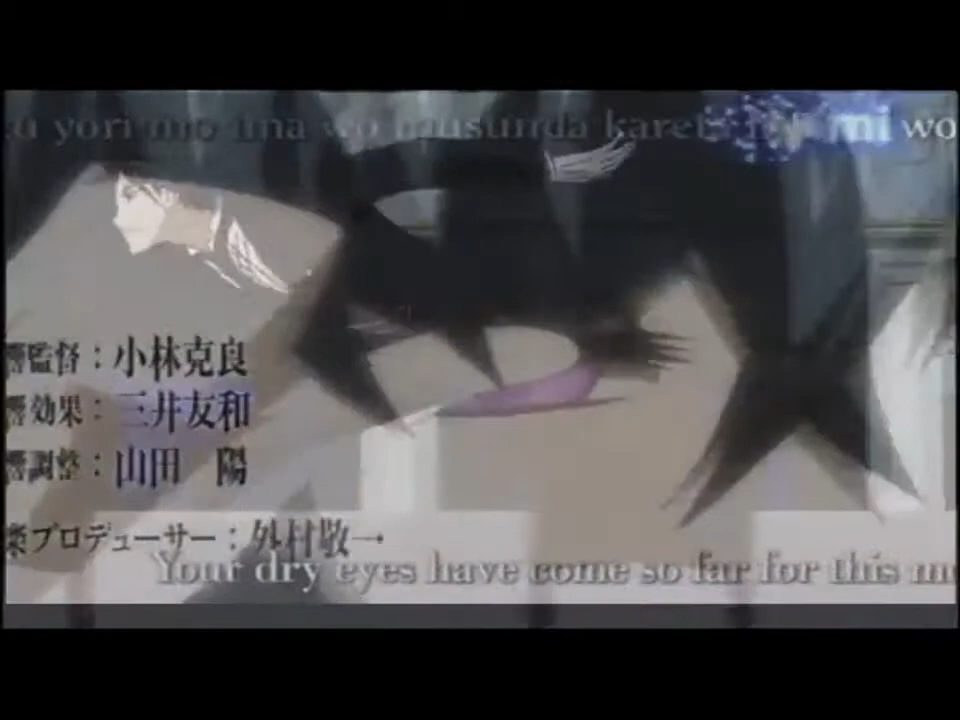 yori mo ima wo musunda kareta hitomi wo
響監督：小林克良
響効果：三井友和
響調整：山田　陽
楽プロデューサー：外村敬一
Your dry eyes have come so far for this